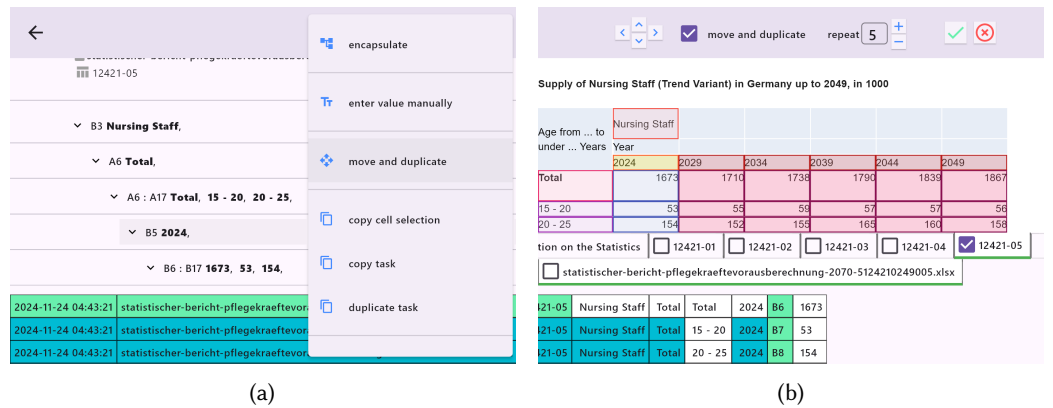 12421-05
B3 Nursing Staff,
A6 Total,
A6 : A17 Total, 15 - 20, 20 - 25,
B5 2024,
B6 : B17 1673, 53, 154,
encapsulate
enter value manually
move and duplicate
copy cell selection
copy task
duplicate task
2024-11-24 04:43:21 statistischer-bericht-pflegekraeftevora
2024-11-24 04:43:21 statistischer-bericht-pflegekraeftevor
2024-11-24 04:43:21 statistischer-bericht-pflegekraeftevor
(a)
move and duplicate repeat 5 + −
Supply of Nursing Staff (Trend Variant) in Germany up to 2049, in 1000
Age from ... to under ... Years
Nursing Staff
Year
2024 2029 2034 2039 2044 2049
Total 1673 1710 1738 1790 1839 1867
15 - 20 53 55 59 57 57 56
20 - 25 154 152 155 165 160 158
tion on the Statistics 12421-01 12421-02 12421-03 12421-04 12421-05
statistischer-bericht-pflegekraeftevorausberechnung-2070-5124210249005.xlsx
421-05 Nursing Staff Total Total 2024 B6 1673
421-05 Nursing Staff Total 15 - 20 2024 B7 53
421-05 Nursing Staff Total 20 - 25 2024 B8 154
(b)